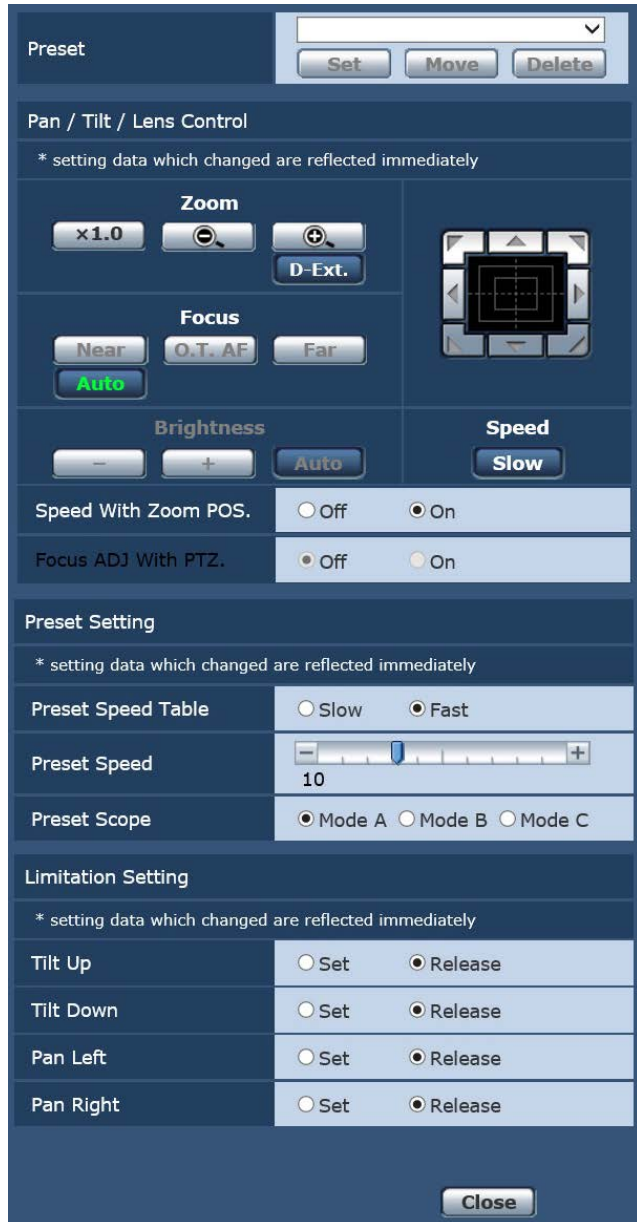 Preset
Set Move Delete
Pan / Tilt / Lens Control
* setting data which changed are reflected immediately
Zoom
×1.0
D-Ext.
Focus
Near O.T. AF Far
Auto
Brightness Speed
− + Auto Slow
Speed With Zoom POS. Off On
Focus ADJ With PTZ. Off On
Preset Setting
* setting data which changed are reflected immediately
Preset Speed Table Slow Fast
Preset Speed − +
10
Preset Scope Mode A Mode B Mode C
Limitation Setting
* setting data which changed are reflected immediately
Tilt Up Set Release
Tilt Down Set Release
Pan Left Set Release
Pan Right Set Release
Close